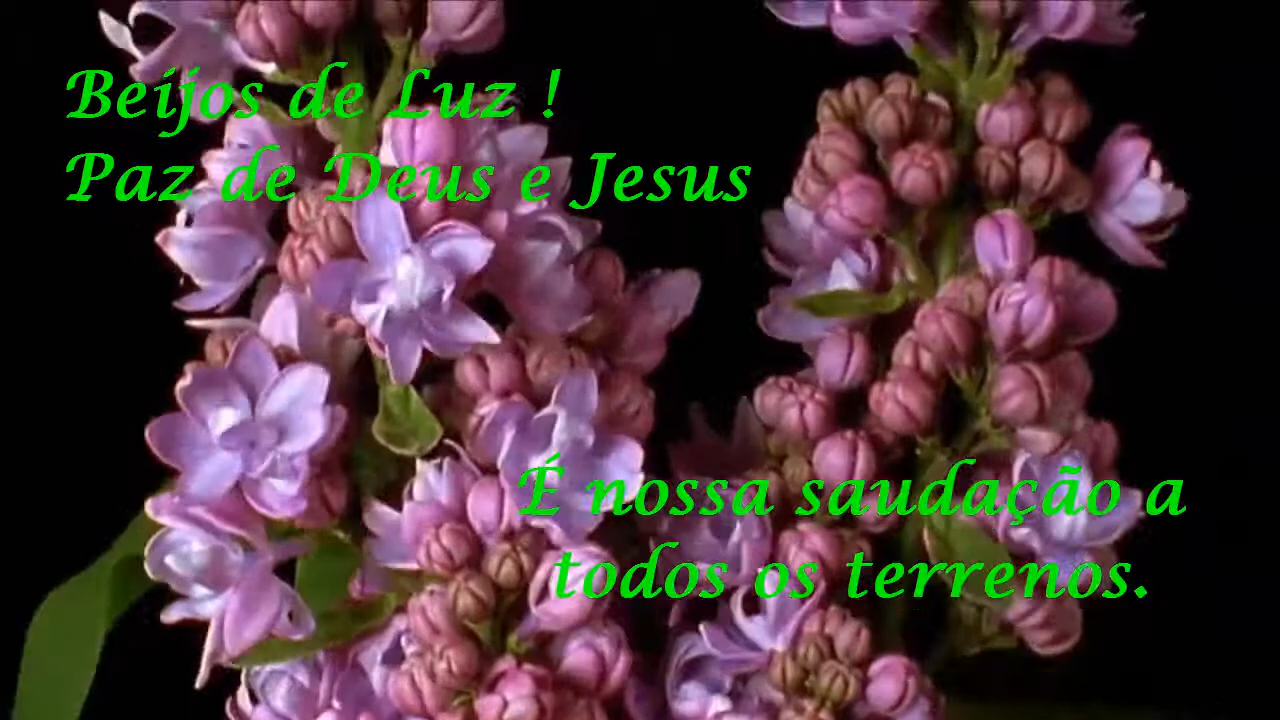 Beijos de Luz !
Paz de Deus e Jesus
É nossa saudação a
todos os terrenos.